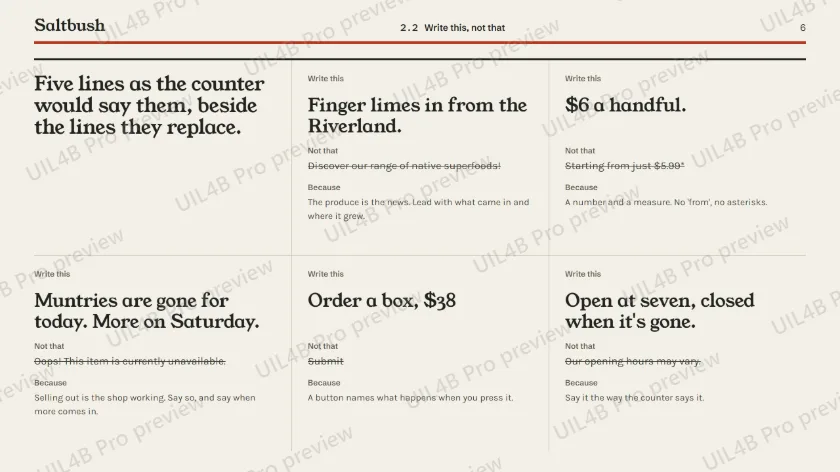 Saltbush
2.2 Write this, not that
6
Five lines as the counter
would say them, beside
the lines they replace.
Write this
Finger limes in from the
Riverland.
Not that
Discover our range of native superfoods!
Because
The produce is the news. Lead with what came in and
where it grew.
Write this
$6 a handful.
Not that
Starting from just $5.99*
Because
A number and a measure. No 'from', no asterisks.
Write this
Muntries are gone for
today. More on Saturday.
Not that
Oops! This item is currently unavailable.
Because
Selling out is the shop working. Say so, and say when
more comes in.
Write this
Order a box, $38
Not that
Submit
Because
A button names what happens when you press it.
Write this
Open at seven, closed
when it's gone.
Not that
Our opening hours may vary.
Because
Say it the way the counter says it.
UIL4B Pro preview